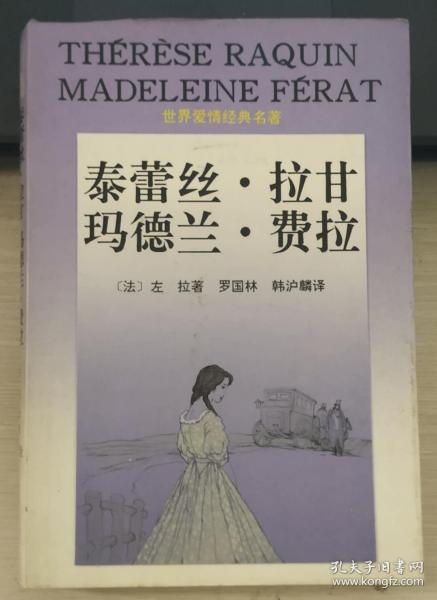 THÉRÈSE RAQUIN
MADELEINE FÉRAT
世界爱情经典名著
泰蕾丝·拉甘
玛德兰·费拉
〔法〕左 拉著 罗国林 韩沪麟译
孔夫子旧书网
www.kongfz.com